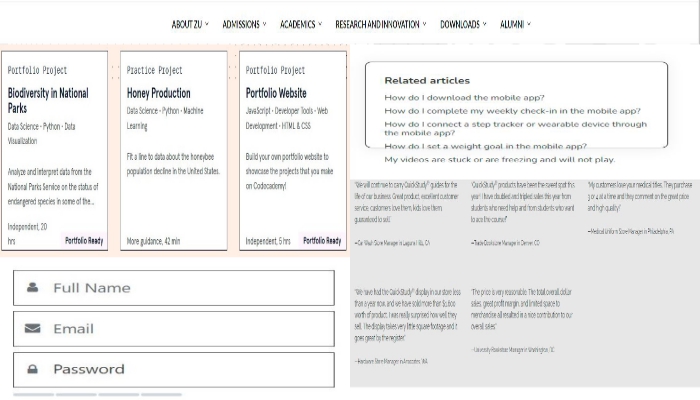 ABOUT ZU ADMISSIONS ACADEMICS RESEARCH AND INNOVATION DOWNLOADS ALUMNI
Portfolio Project
Biodiversity in National
Parks
Data Science • Python • Data
Visualization
Analyze and interpret data from the
National Parks Service on the status of
endangered species in some of the...
Independent, 20
hrs
Portfolio Ready
Practice Project
Honey Production
Data Science • Python • Machine
Learning
Fit a line to data about the honeybee
population decline in the United States.
More guidance, 42 min
Portfolio Project
Portfolio Website
JavaScript • Developer Tools • Web
Development • HTML & CSS
Build your own portfolio website to
showcase the projects that you make
on Codecademy!
Independent, 5 hrs
Portfolio Ready
Related articles
How do I download the mobile app?
How do I complete my weekly check-in in the mobile app?
How do I connect a step tracker or wearable device through
the mobile app?
How do I set a weight goal in the mobile app?
My videos are stuck or are freezing and will not play.
Full Name
Email
Password
"We will continue to carry QuickStudy® guides for the
life of our business. Great product, excellent customer
service, customers love them, kids love them,
guaranteed to sell.
—Car Wash Store Manager in Laguna Hills, CA
"QuickStudy® products have been the sweet spot this
year! I have doubled and tripled sales this year from
students who need help and from students who want
to ace the course!"
—Trade Bookstore Manager in Denver, CO
"My customers love your medical titles. They purchase
3 or 4 at a time and they comment on the great price
and high quality."
—Medical Uniform Store Manager in Philadelphia, PA
"We have had the QuickStudy® display in our store less
than a year now, and we have sold more than $1,600
worth of product. I was really surprised how well they
sell. The display takes very little square footage and it
goes great by the register."
—Hardware Store Manager in Anacortes, WA
"The price is very reasonable. The total overall dollar
sales, great profit margin, and limited space to
merchandise all resulted in a nice contribution to our
overall sales."
—University Bookstore Manager in Washington, DC